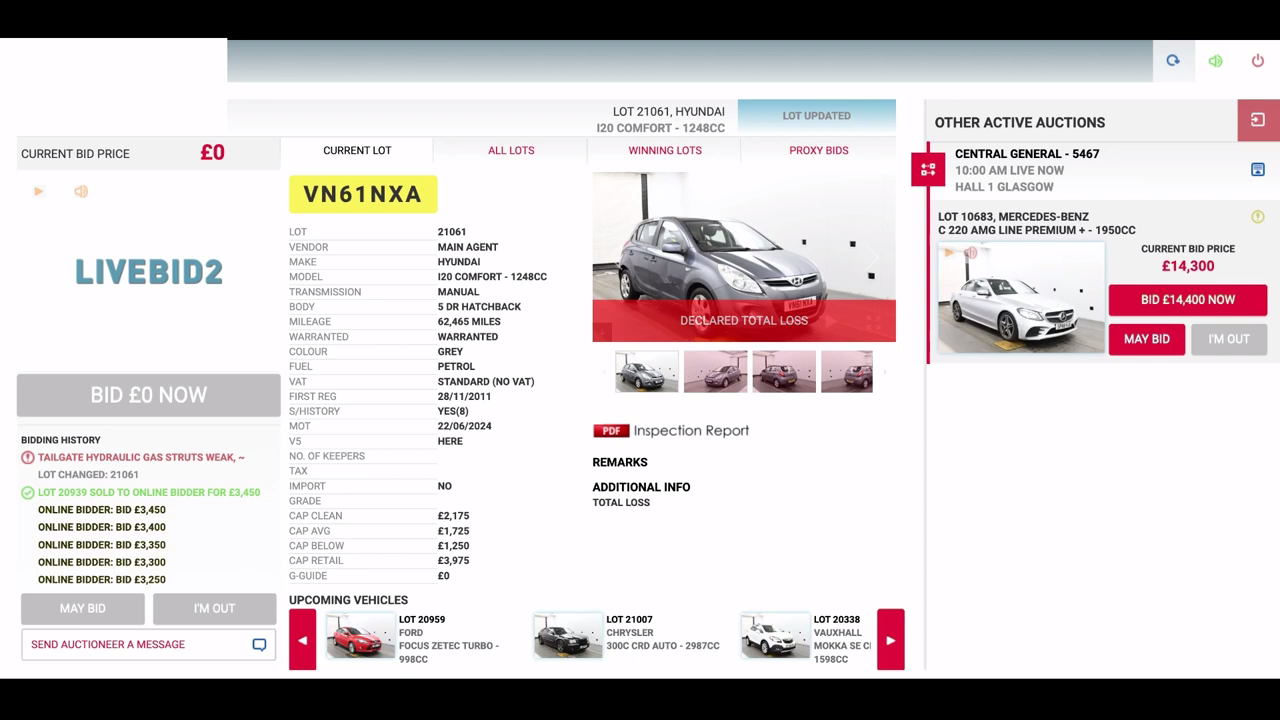 LOT 21061, HYUNDAI
I20 COMFORT - 1248CC
LOT UPDATED
CURRENT BID PRICE £0
CURRENT LOT
ALL LOTS
WINNING LOTS
PROXY BIDS
LIVEBID2
BID £0 NOW
BIDDING HISTORY
TAILGATE HYDRAULIC GAS STRUTS WEAK, ~
LOT CHANGED: 21061
LOT 20939 SOLD TO ONLINE BIDDER FOR £3,450
ONLINE BIDDER: BID £3,450
ONLINE BIDDER: BID £3,400
ONLINE BIDDER: BID £3,350
ONLINE BIDDER: BID £3,300
ONLINE BIDDER: BID £3,250
MAY BID
I'M OUT
SEND AUCTIONEER A MESSAGE
VN61NXA
LOT 21061
VENDOR MAIN AGENT
MAKE HYUNDAI
MODEL I20 COMFORT - 1248CC
TRANSMISSION MANUAL
BODY 5 DR HATCHBACK
MILEAGE 62,465 MILES
WARRANTED WARRANTED
COLOUR GREY
FUEL PETROL
VAT STANDARD (NO VAT)
FIRST REG 28/11/2011
S/HISTORY YES(8)
MOT 22/06/2024
V5 HERE
NO. OF KEEPERS
TAX
IMPORT NO
GRADE
CAP CLEAN £2,175
CAP AVG £1,725
CAP BELOW £1,250
CAP RETAIL £3,975
G-GUIDE £0
VN61 NXA
DECLARED TOTAL LOSS
PDF Inspection Report
REMARKS
ADDITIONAL INFO
TOTAL LOSS
UPCOMING VEHICLES
LOT 20959
FORD
FOCUS ZETEC TURBO -
998CC
LOT 21007
CHRYSLER
300C CRD AUTO - 2987CC
LOT 20338
VAUXHALL
MOKKA SE C
1598CC
OTHER ACTIVE AUCTIONS
CENTRAL GENERAL - 5467
10:00 AM LIVE NOW
HALL 1 GLASGOW
LOT 10683, MERCEDES-BENZ
C 220 AMG LINE PREMIUM + - 1950CC
CURRENT BID PRICE
£14,300
BID £14,400 NOW
MAY BID
I'M OUT